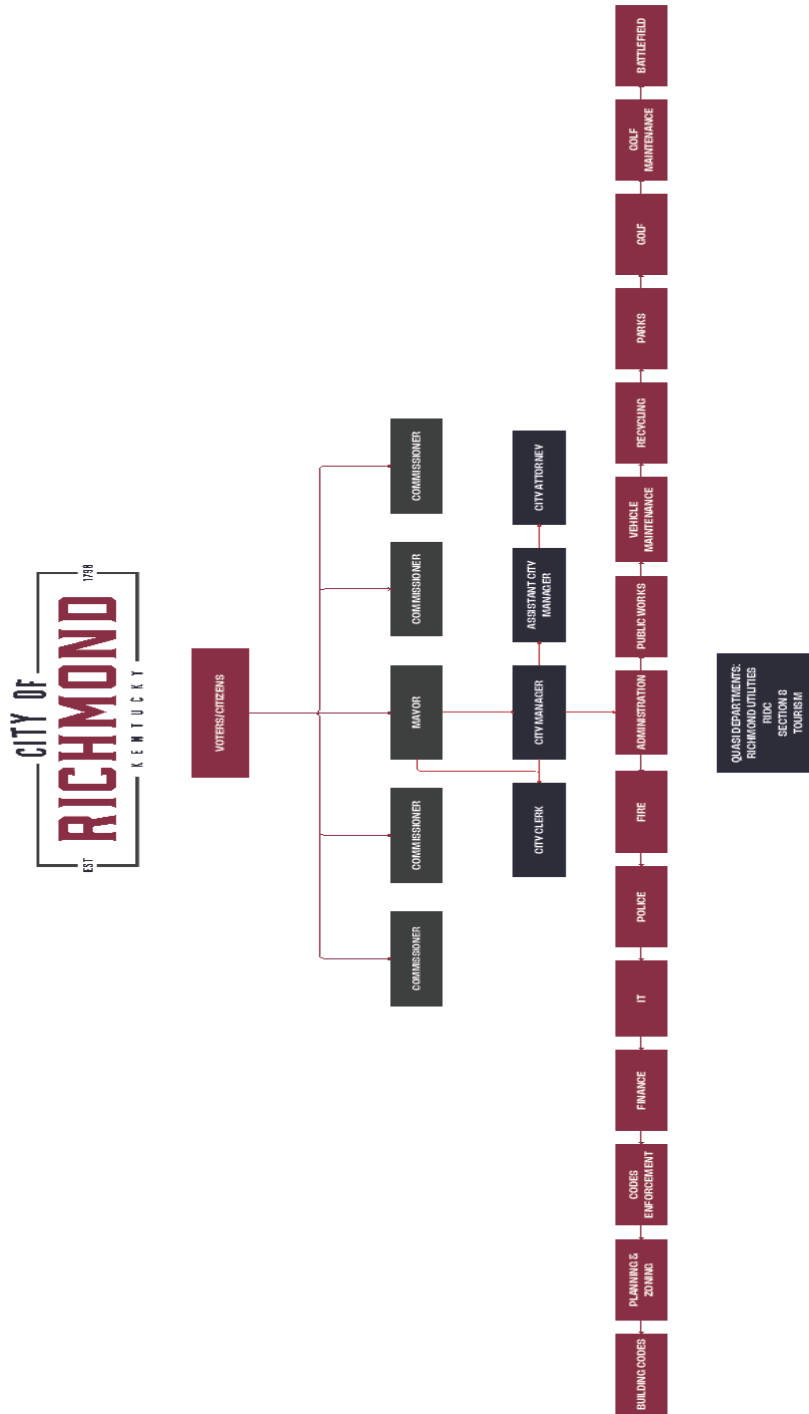 CITY OF
EST
RICHMOND
1798
KENTUCKY
VOTERS/CITIZENS
COMMISSIONER
COMMISSIONER
MAYOR
COMMISSIONER
COMMISSIONER
CITY CLERK
CITY MANAGER
ASSISTANT CITY
MANAGER
CITY ATTORNEY
BUILDING CODES
PLANNING &
ZONING
CODES
ENFORCEMENT
FINANCE
IT
POLICE
FIRE
ADMINISTRATION
PUBLIC WORKS
VEHICLE
MAINTENANCE
RECYCLING
PARKS
GOLF
GOLF
MAINTENANCE
BATTLEFIELD
QUASI DEPARTMENTS:
RICHMOND UTILITIES
RIDC
SECTION 8
TOURISM